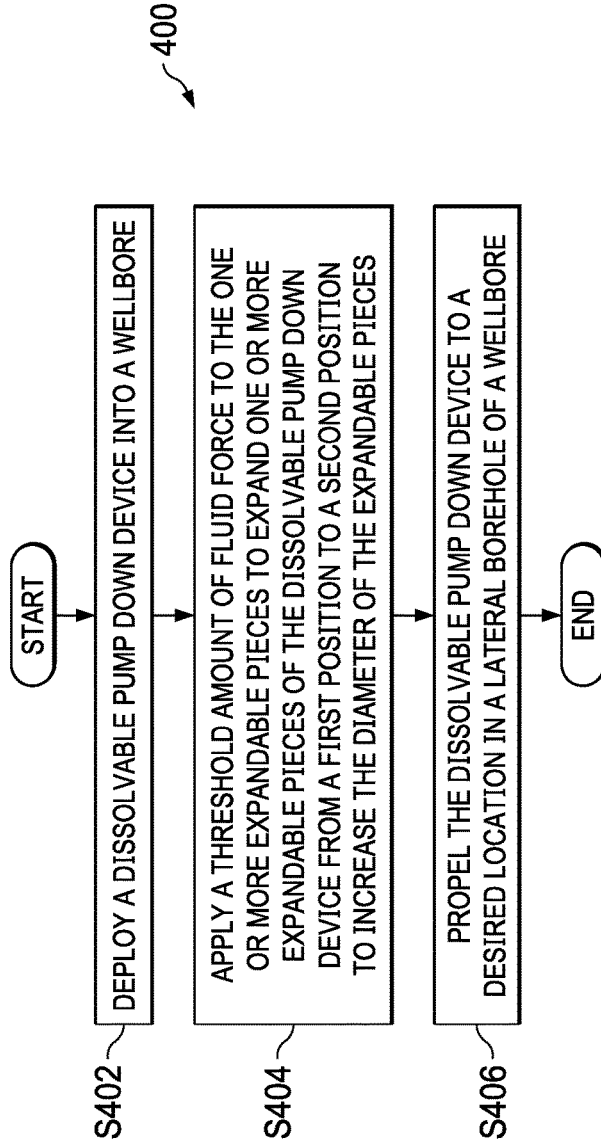 400
START
S402
DEPLOY A DISSOLVABLE PUMP DOWN DEVICE INTO A WELLBORE
S404
APPLY A THRESHOLD AMOUNT OF FLUID FORCE TO THE ONE
OR MORE EXPANDABLE PIECES TO EXPAND ONE OR MORE
EXPANDABLE PIECES OF THE DISSOLVABLE PUMP DOWN
DEVICE FROM A FIRST POSITION TO A SECOND POSITION
TO INCREASE THE DIAMETER OF THE EXPANDABLE PIECES
S406
PROPEL THE DISSOLVABLE PUMP DOWN DEVICE TO A
DESIRED LOCATION IN A LATERAL BOREHOLE OF A WELLBORE
END